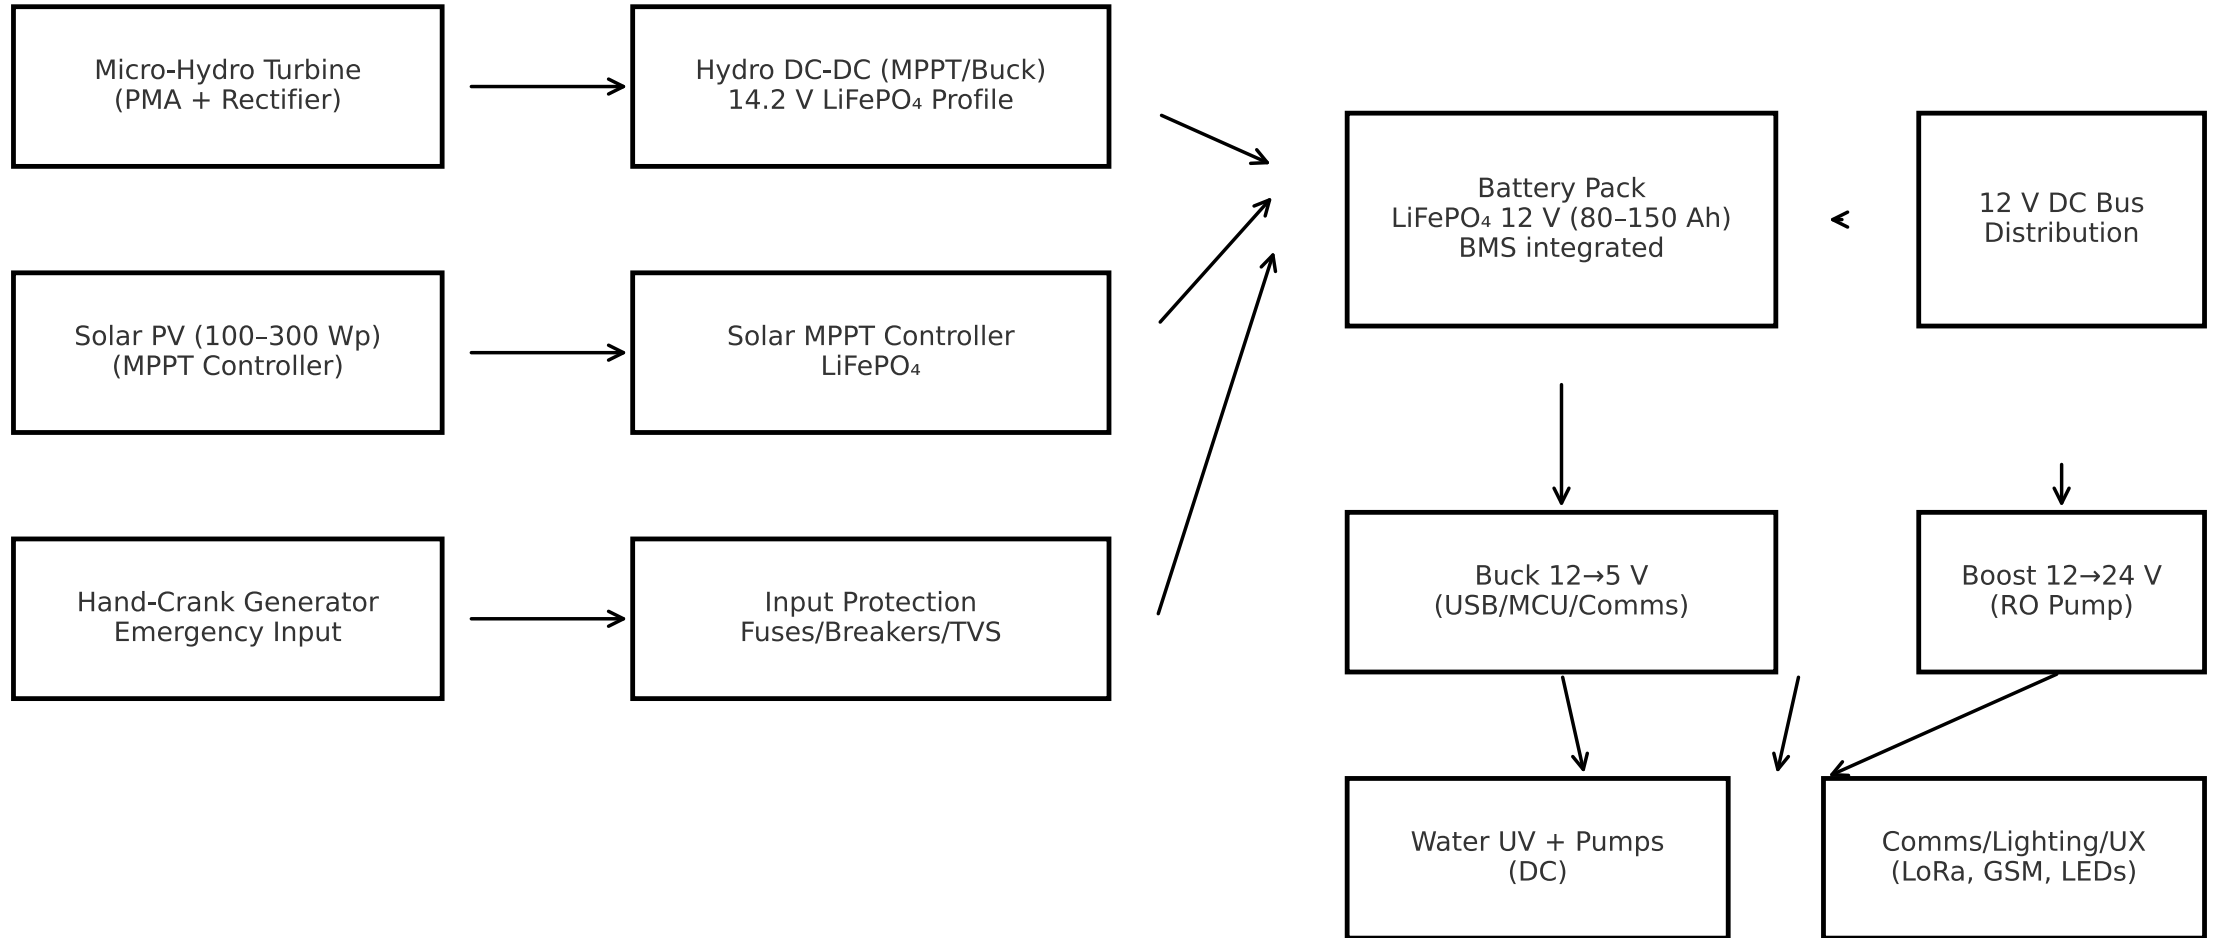 Micro-Hydro Turbine
(PMA + Rectifier)
Hydro DC-DC (MPPT/Buck)
14.2 V LiFePO₄ Profile
Battery Pack
LiFePO₄ 12 V (80–150 Ah)
BMS integrated
12 V DC Bus
Distribution
Solar PV (100–300 Wp)
(MPPT Controller)
Solar MPPT Controller
LiFePO₄
Hand-Crank Generator
Emergency Input
Input Protection
Fuses/Breakers/TVS
Buck 12→5 V
(USB/MCU/Comms)
Boost 12→24 V
(RO Pump)
Water UV + Pumps
(DC)
Comms/Lighting/UX
(LoRa, GSM, LEDs)